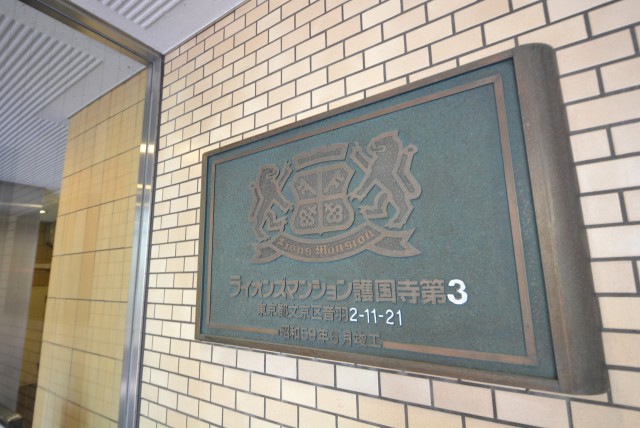 Lions Mansion
ライオンズマンション護国寺第3
東京都文京区音羽2-11-21
昭和59年5月竣工